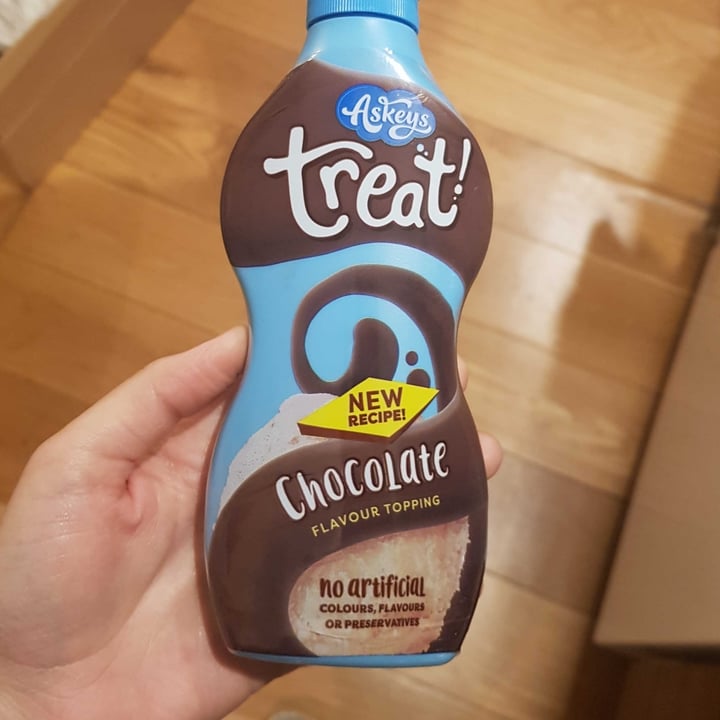 Askeys
treat!
NEW
RECIPE!
Chocolate
FLAVOUR TOPPING
no artificial
COLOURS, FLAVOURS
OR PRESERVATIVES